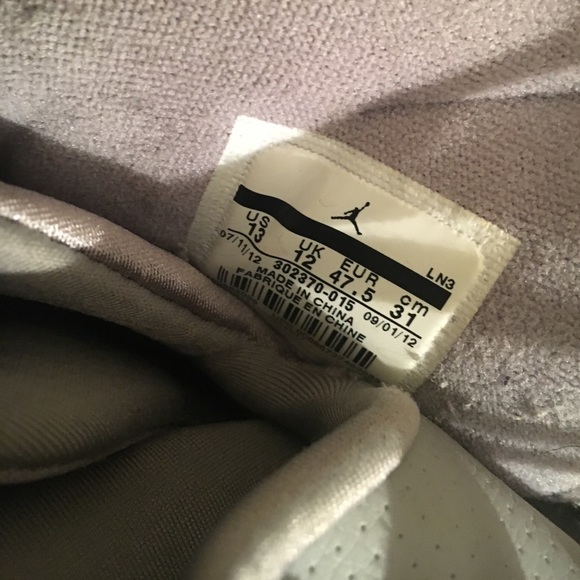 US UK EUR cm
13 12 47.5 31
07/11/12 302370-015 09/01/12
MADE IN CHINA
FABRIQUE EN CHINE
LN3